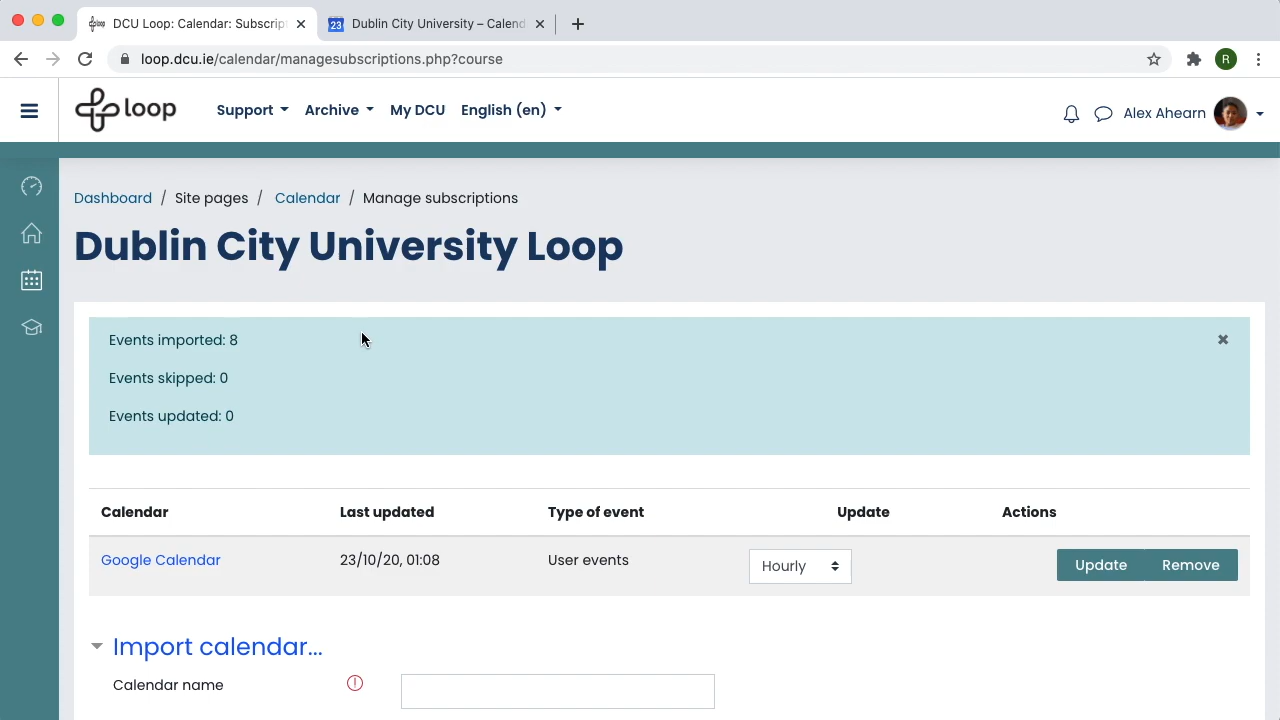 DCU Loop: Calendar: Subscript
Dublin City University – Calend
loop.dcu.ie/calendar/managesubscriptions.php?course
R
loop
Support
Archive
My DCU
English (en)
Alex Ahearn
Dashboard / Site pages / Calendar / Manage subscriptions
Dublin City University Loop
Events imported: 8
Events skipped: 0
Events updated: 0
Calendar Last updated Type of event Update Actions
Google Calendar 23/10/20, 01:08 User events Hourly Update Remove
Import calendar...
Calendar name